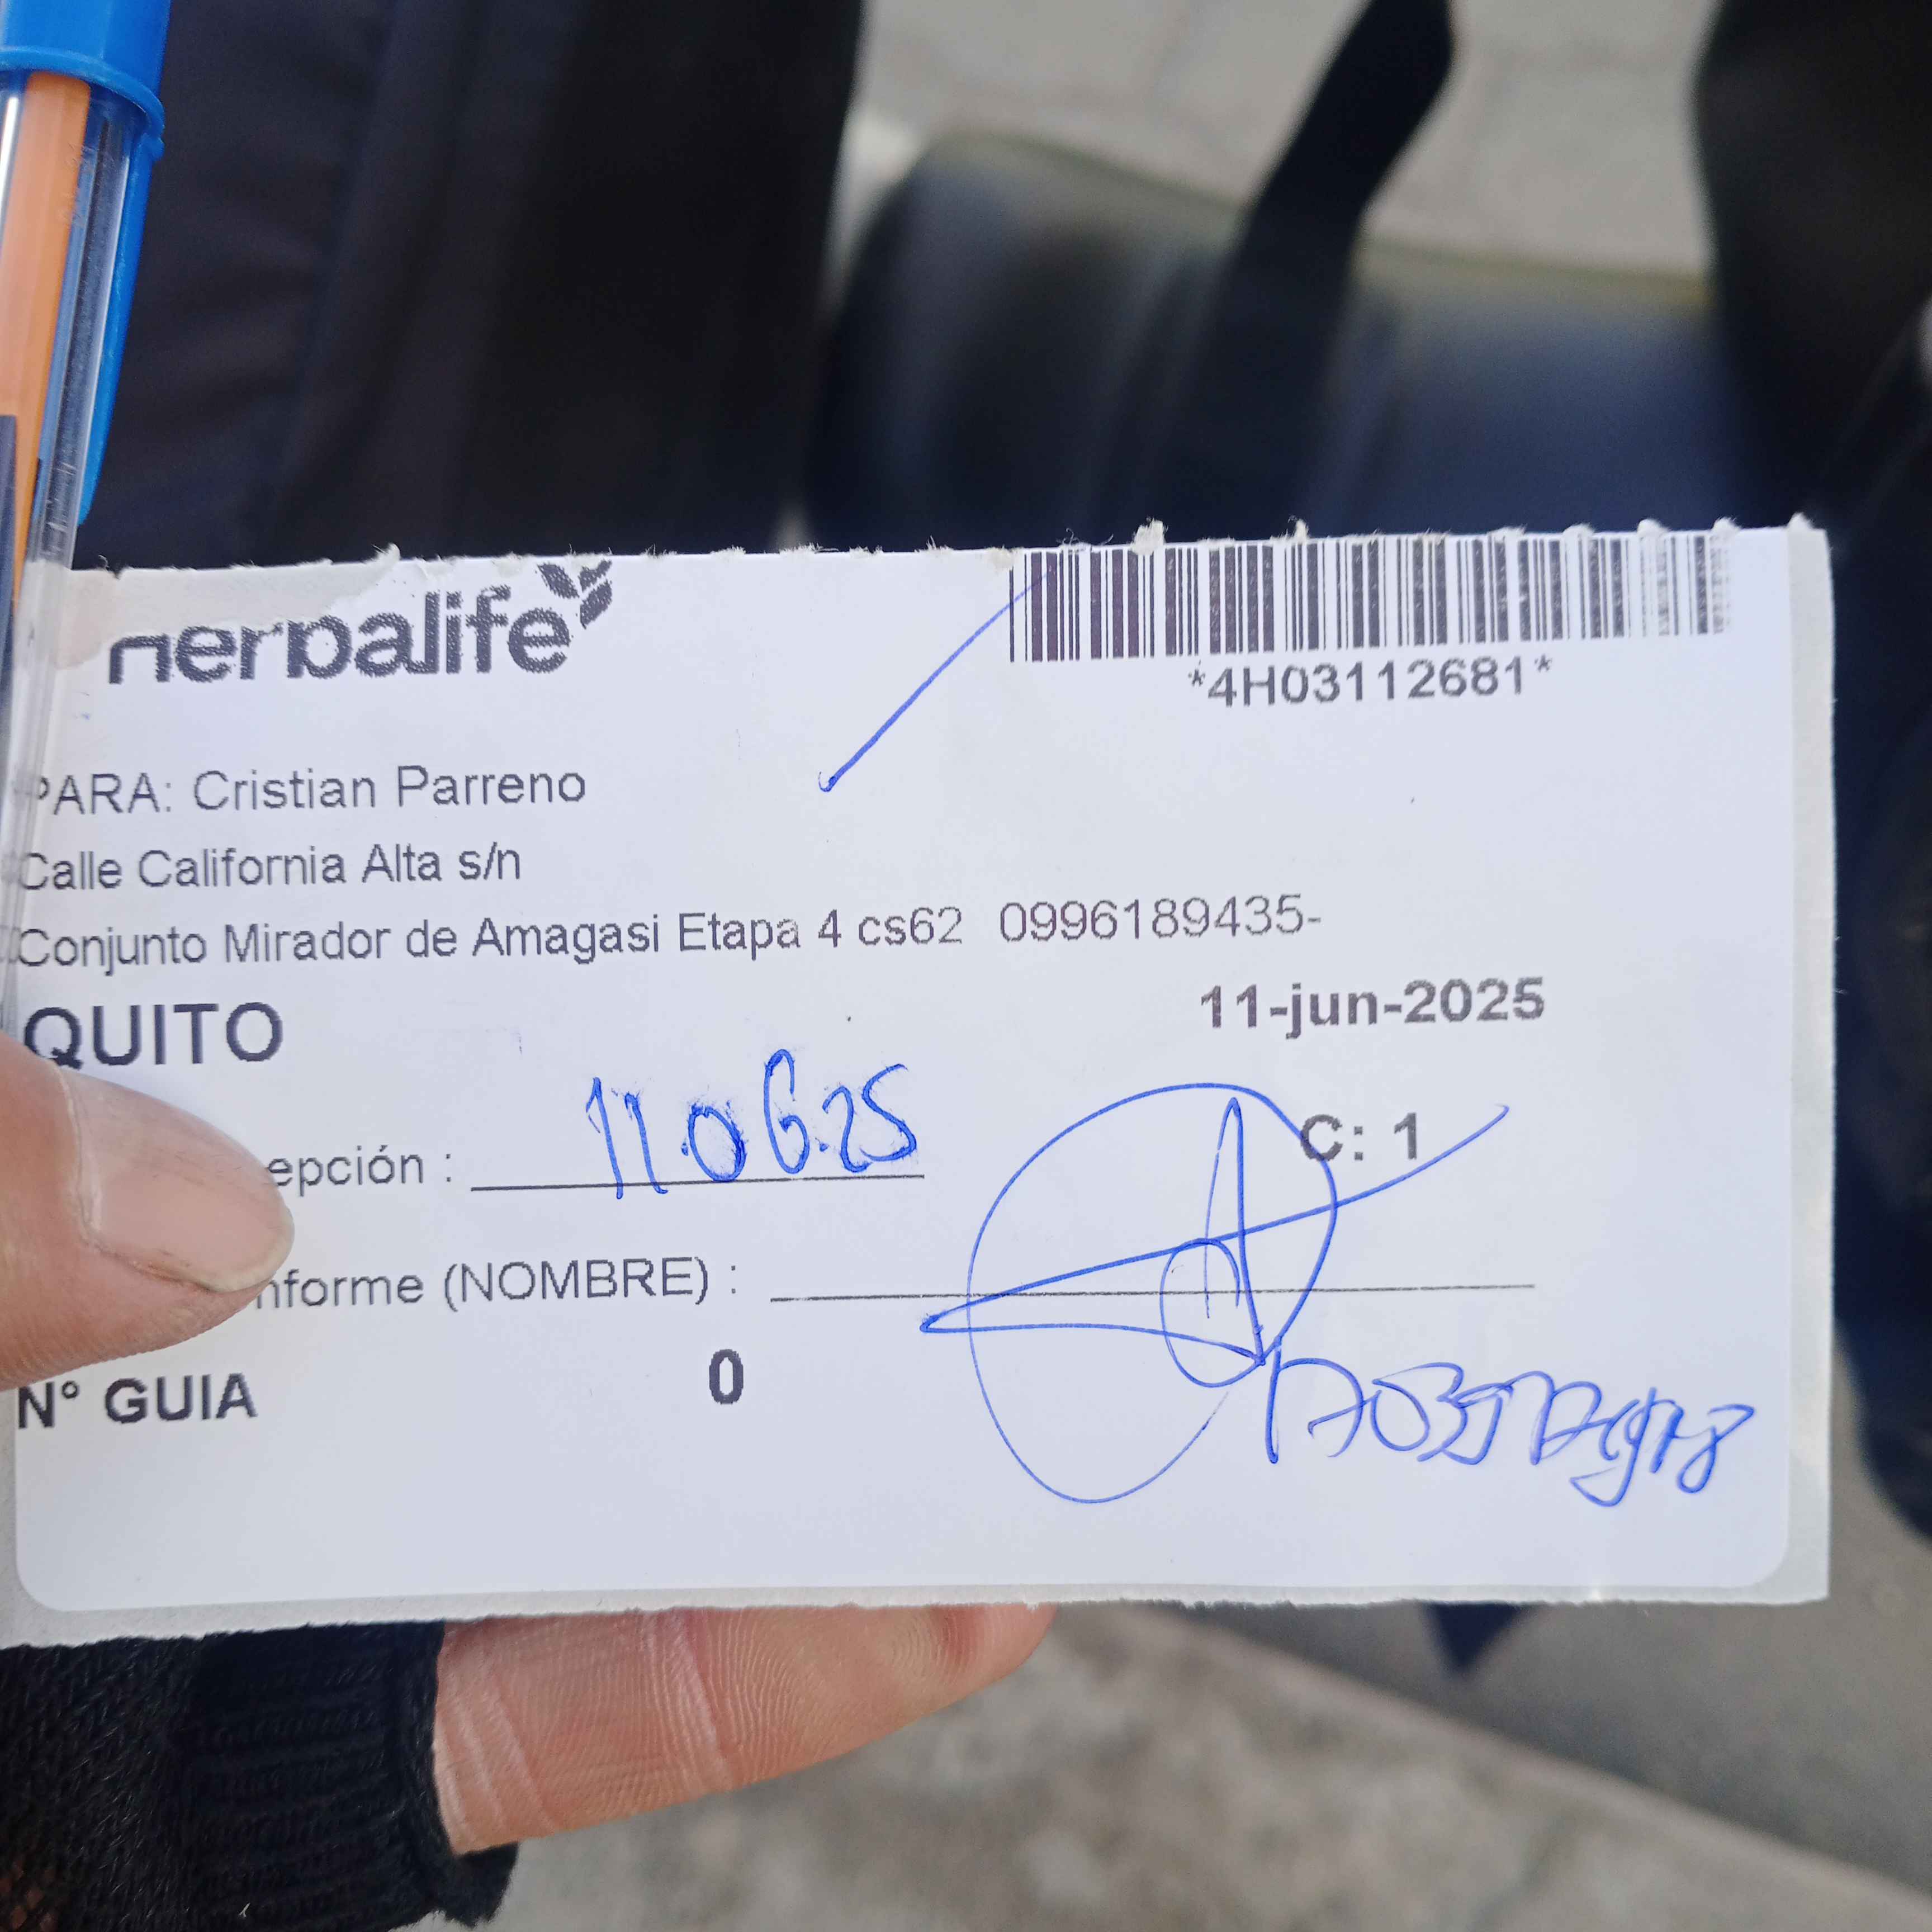 herbalife
*4H03112681*
PARA: Cristian Parreno
Calle California Alta s/n
Conjunto Mirador de Amagasi Etapa 4 cs62 0996189435-
QUITO
11-jun-2025
epción : 11.06.25
C: 1
nforme (NOMBRE) :
N° GUIA 0